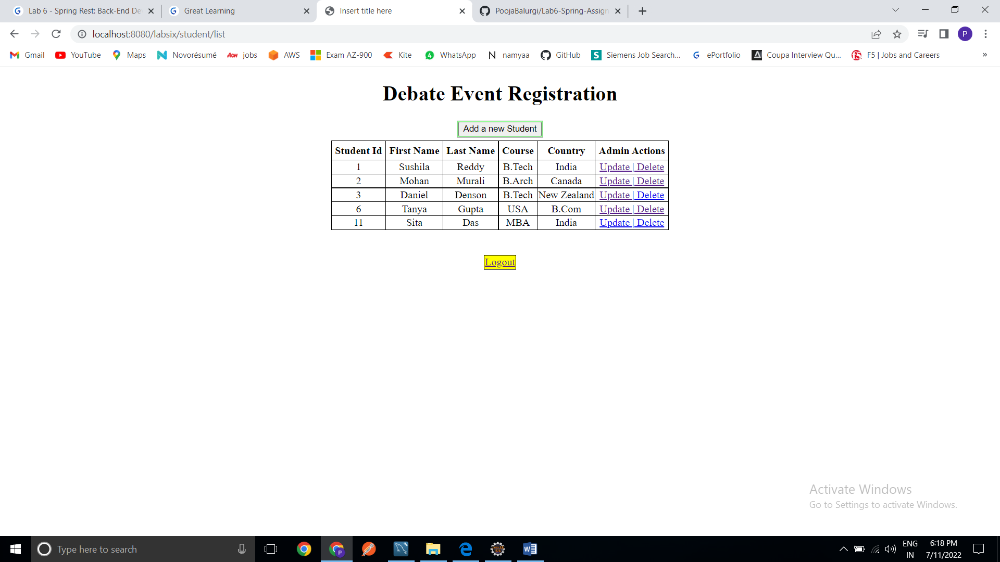 Lab 6 - Spring Rest: Back-End De
Great Learning
Insert title here
PoojaBalurgi/Lab6-Spring-Assign
localhost:8080/labsix/student/list
P
Gmail YouTube Maps Novorésumé jobs AWS Exam AZ-900 Kite WhatsApp namyaa GitHub Siemens Job Search... ePortfolio Coupa Interview Qu... F5 | Jobs and Careers »
Debate Event Registration
Add a new Student
Student Id First Name Last Name Course Country Admin Actions
1 Sushila Reddy B.Tech India Update | Delete
2 Mohan Murali B.Arch Canada Update | Delete
3 Daniel Denson B.Tech New Zealand Update | Delete
6 Tanya Gupta USA B.Com Update | Delete
11 Sita Das MBA India Update | Delete
Logout
Activate Windows
Go to Settings to activate Windows.
Type here to search
ENG
IN
6:18 PM
7/11/2022